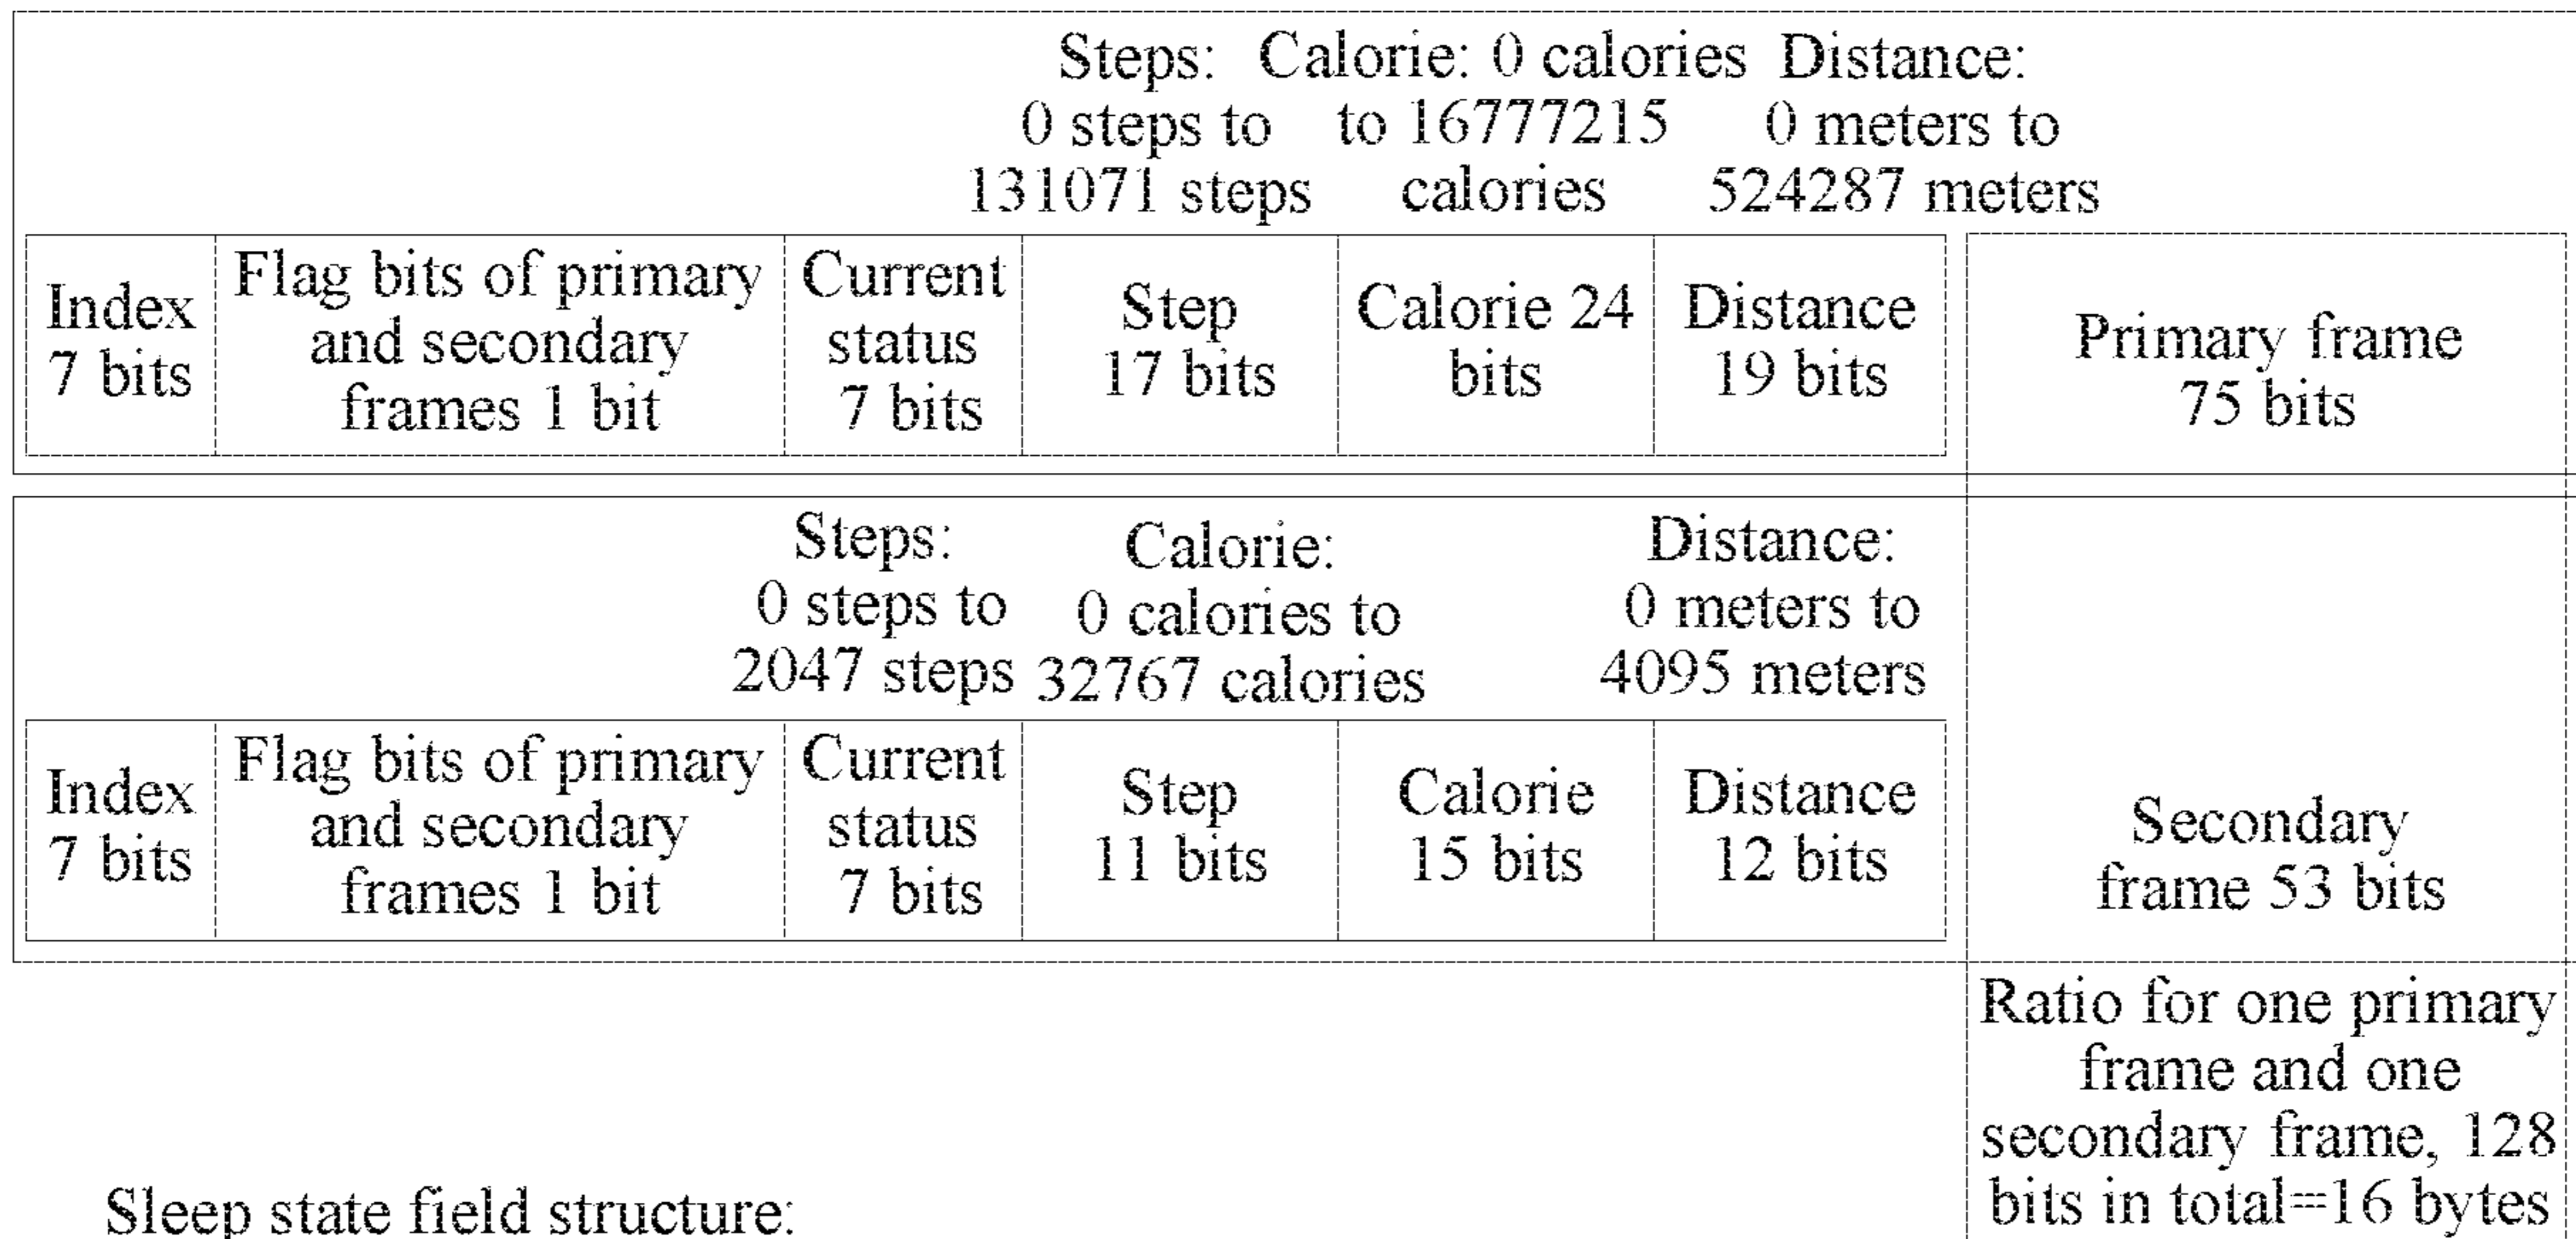 Steps:
0 steps to
131071 steps
Calorie: 0 calories
to 16777215
calories
Distance:
0 meters to
524287 meters
Index
7 bits
Flag bits of primary
and secondary
frames 1 bit
Current
status
7 bits
Step
17 bits
Calorie 24
bits
Distance
19 bits
Primary frame
75 bits
Steps:
0 steps to
2047 steps
Calorie:
0 calories to
32767 calories
Distance:
0 meters to
4095 meters
Index
7 bits
Flag bits of primary
and secondary
frames 1 bit
Current
status
7 bits
Step
11 bits
Calorie
15 bits
Distance
12 bits
Secondary
frame 53 bits
Ratio for one primary
frame and one
secondary frame, 128
bits in total=16 bytes
Sleep state field structure: